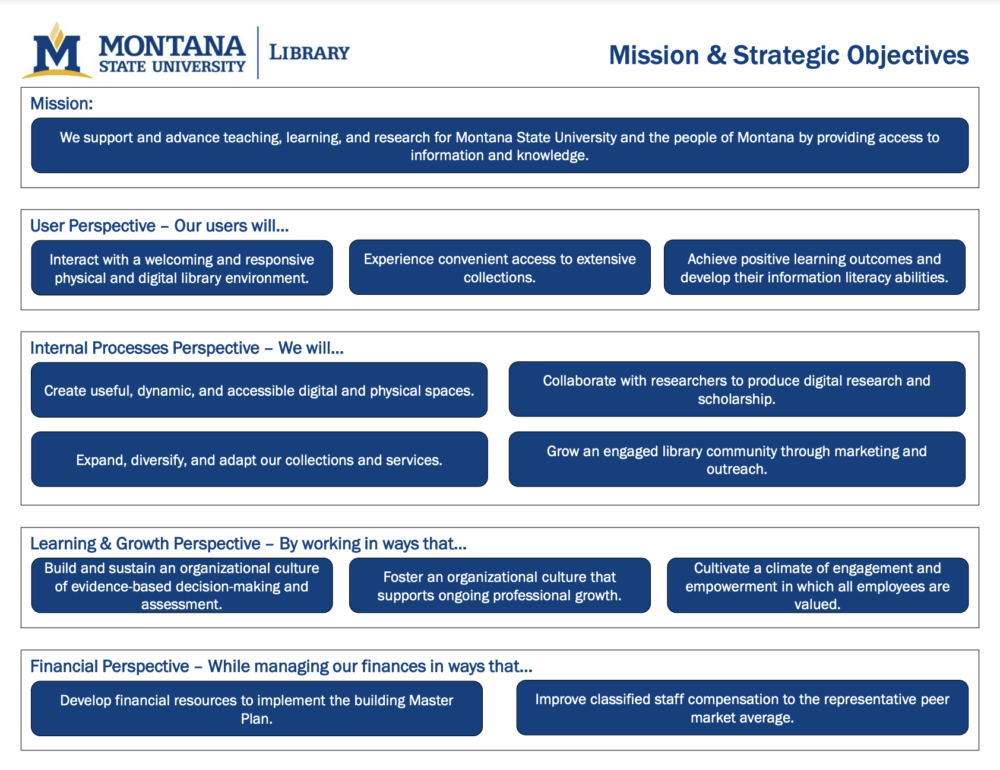 MONTANA
STATE UNIVERSITY
LIBRARY
Mission & Strategic Objectives
Mission:
We support and advance teaching, learning, and research for Montana State University and the people of Montana by providing access to
information and knowledge.
User Perspective – Our users will...
Interact with a welcoming and responsive
physical and digital library environment.
Experience convenient access to extensive
collections.
Achieve positive learning outcomes and
develop their information literacy abilities.
Internal Processes Perspective – We will...
Create useful, dynamic, and accessible digital and physical spaces.
Collaborate with researchers to produce digital research and
scholarship.
Expand, diversify, and adapt our collections and services.
Grow an engaged library community through marketing and
outreach.
Learning & Growth Perspective – By working in ways that...
Build and sustain an organizational culture
of evidence-based decision-making and
assessment.
Foster an organizational culture that
supports ongoing professional growth.
Cultivate a climate of engagement and
empowerment in which all employees are
valued.
Financial Perspective – While managing our finances in ways that...
Develop financial resources to implement the building Master
Plan.
Improve classified staff compensation to the representative peer
market average.